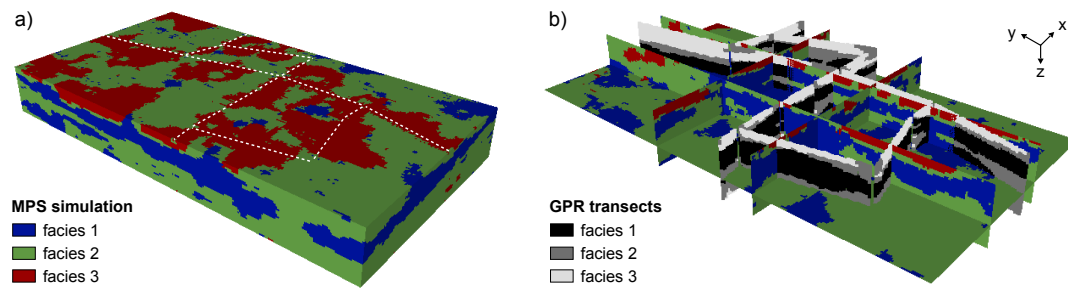 a)
MPS simulation
facies 1
facies 2
facies 3
b)
y
x
z
GPR transects
facies 1
facies 2
facies 3